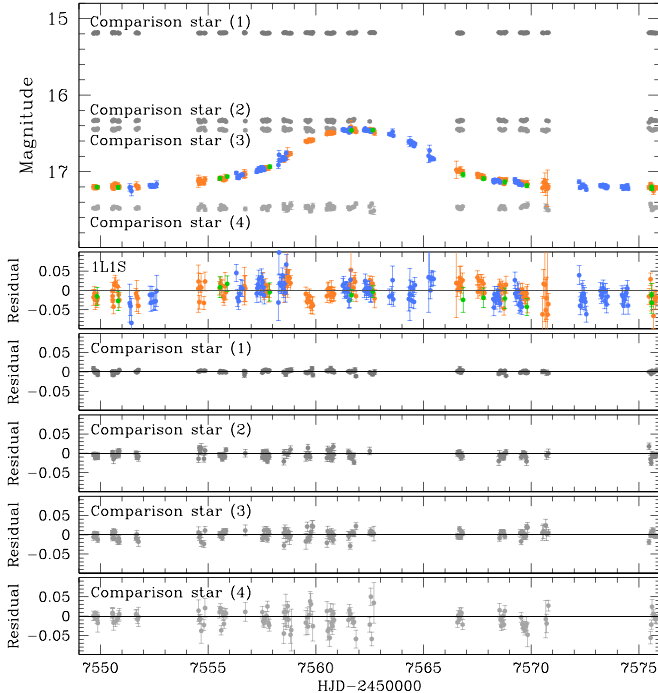 15
Comparison star (1)
16
Comparison star (2)
Comparison star (3)
17
Comparison star (4)
Magnitude
0.05
0
−0.05
1L1S
Residual
0.05
0
−0.05
Comparison star (1)
Residual
0.05
0
−0.05
Comparison star (2)
Residual
0.05
0
−0.05
Comparison star (3)
Residual
0.05
0
−0.05
Comparison star (4)
Residual
7550 7555 7560 7565 7570 7575
HJD−2450000